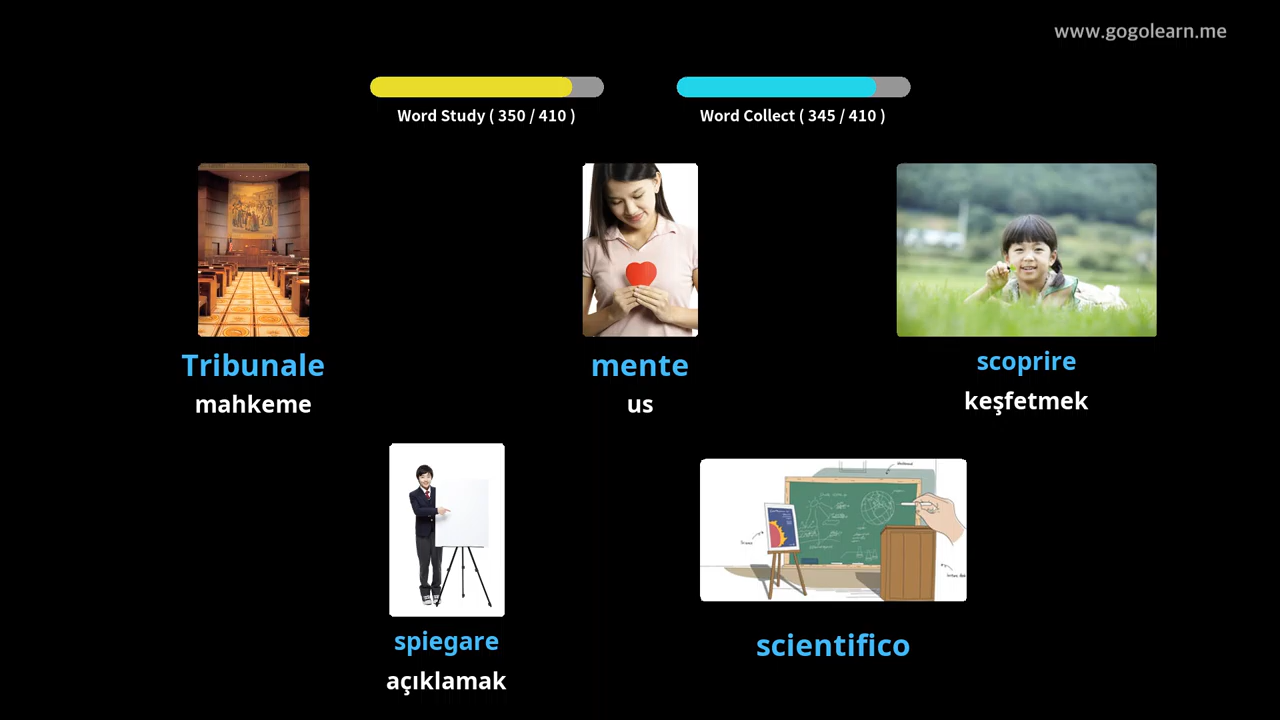 www.gogolearn.me
Word Study ( 350 / 410 )
Word Collect ( 345 / 410 )
Tribunale
mahkeme
mente
us
scoprire
keşfetmek
spiegare
açıklamak
scientifico